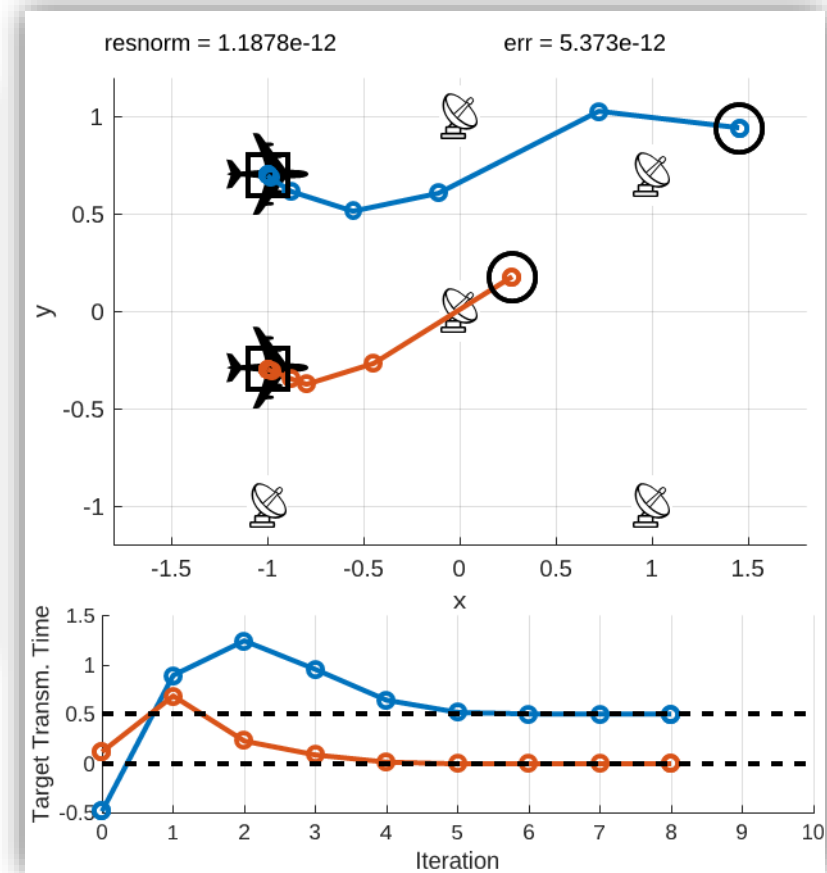 resnorm = 1.1878e-12 err = 5.373e-12
1
0.5
0
-0.5
-1
y
-1.5 -1 -0.5 0 0.5 1 1.5
x
1.5
1
0.5
0
-0.5
Target Transm. Time
0 1 2 3 4 5 6 7 8 9 10
Iteration